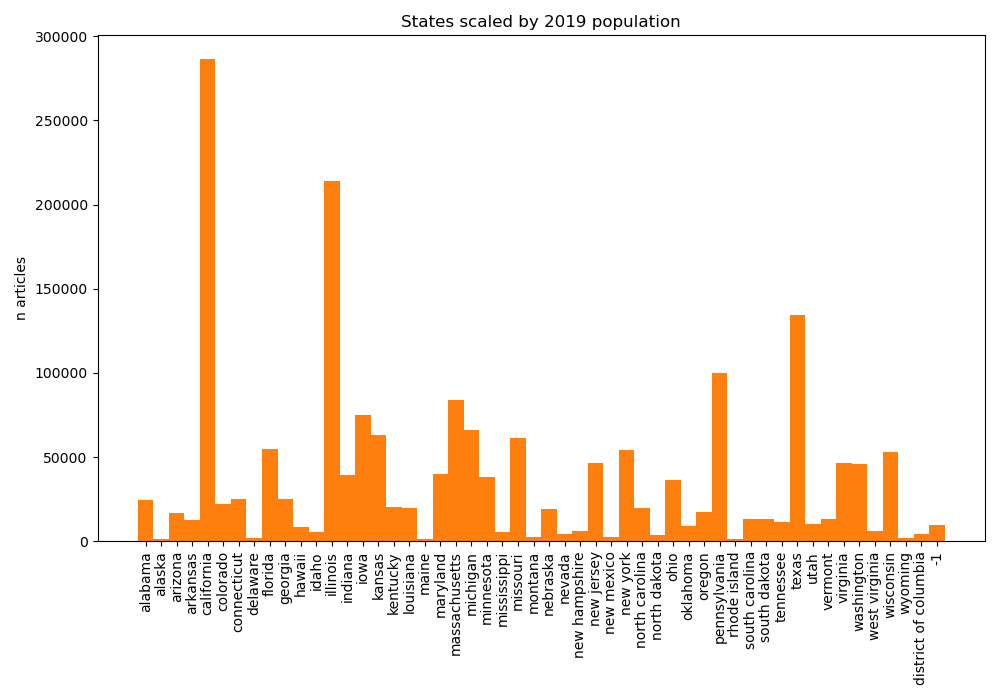 States scaled by 2019 population
300000
250000
200000
150000
100000
50000
0
n articles
alabama
alaska
arizona
arkansas
california
colorado
connecticut
delaware
florida
georgia
hawaii
idaho
illinois
indiana
iowa
kansas
kentucky
louisiana
maine
maryland
massachusetts
michigan
minnesota
mississippi
missouri
montana
nebraska
nevada
new hampshire
new jersey
new mexico
new york
north carolina
north dakota
ohio
oklahoma
oregon
pennsylvania
rhode island
south carolina
south dakota
tennessee
texas
utah
vermont
virginia
washington
west virginia
wisconsin
wyoming
district of columbia
-1